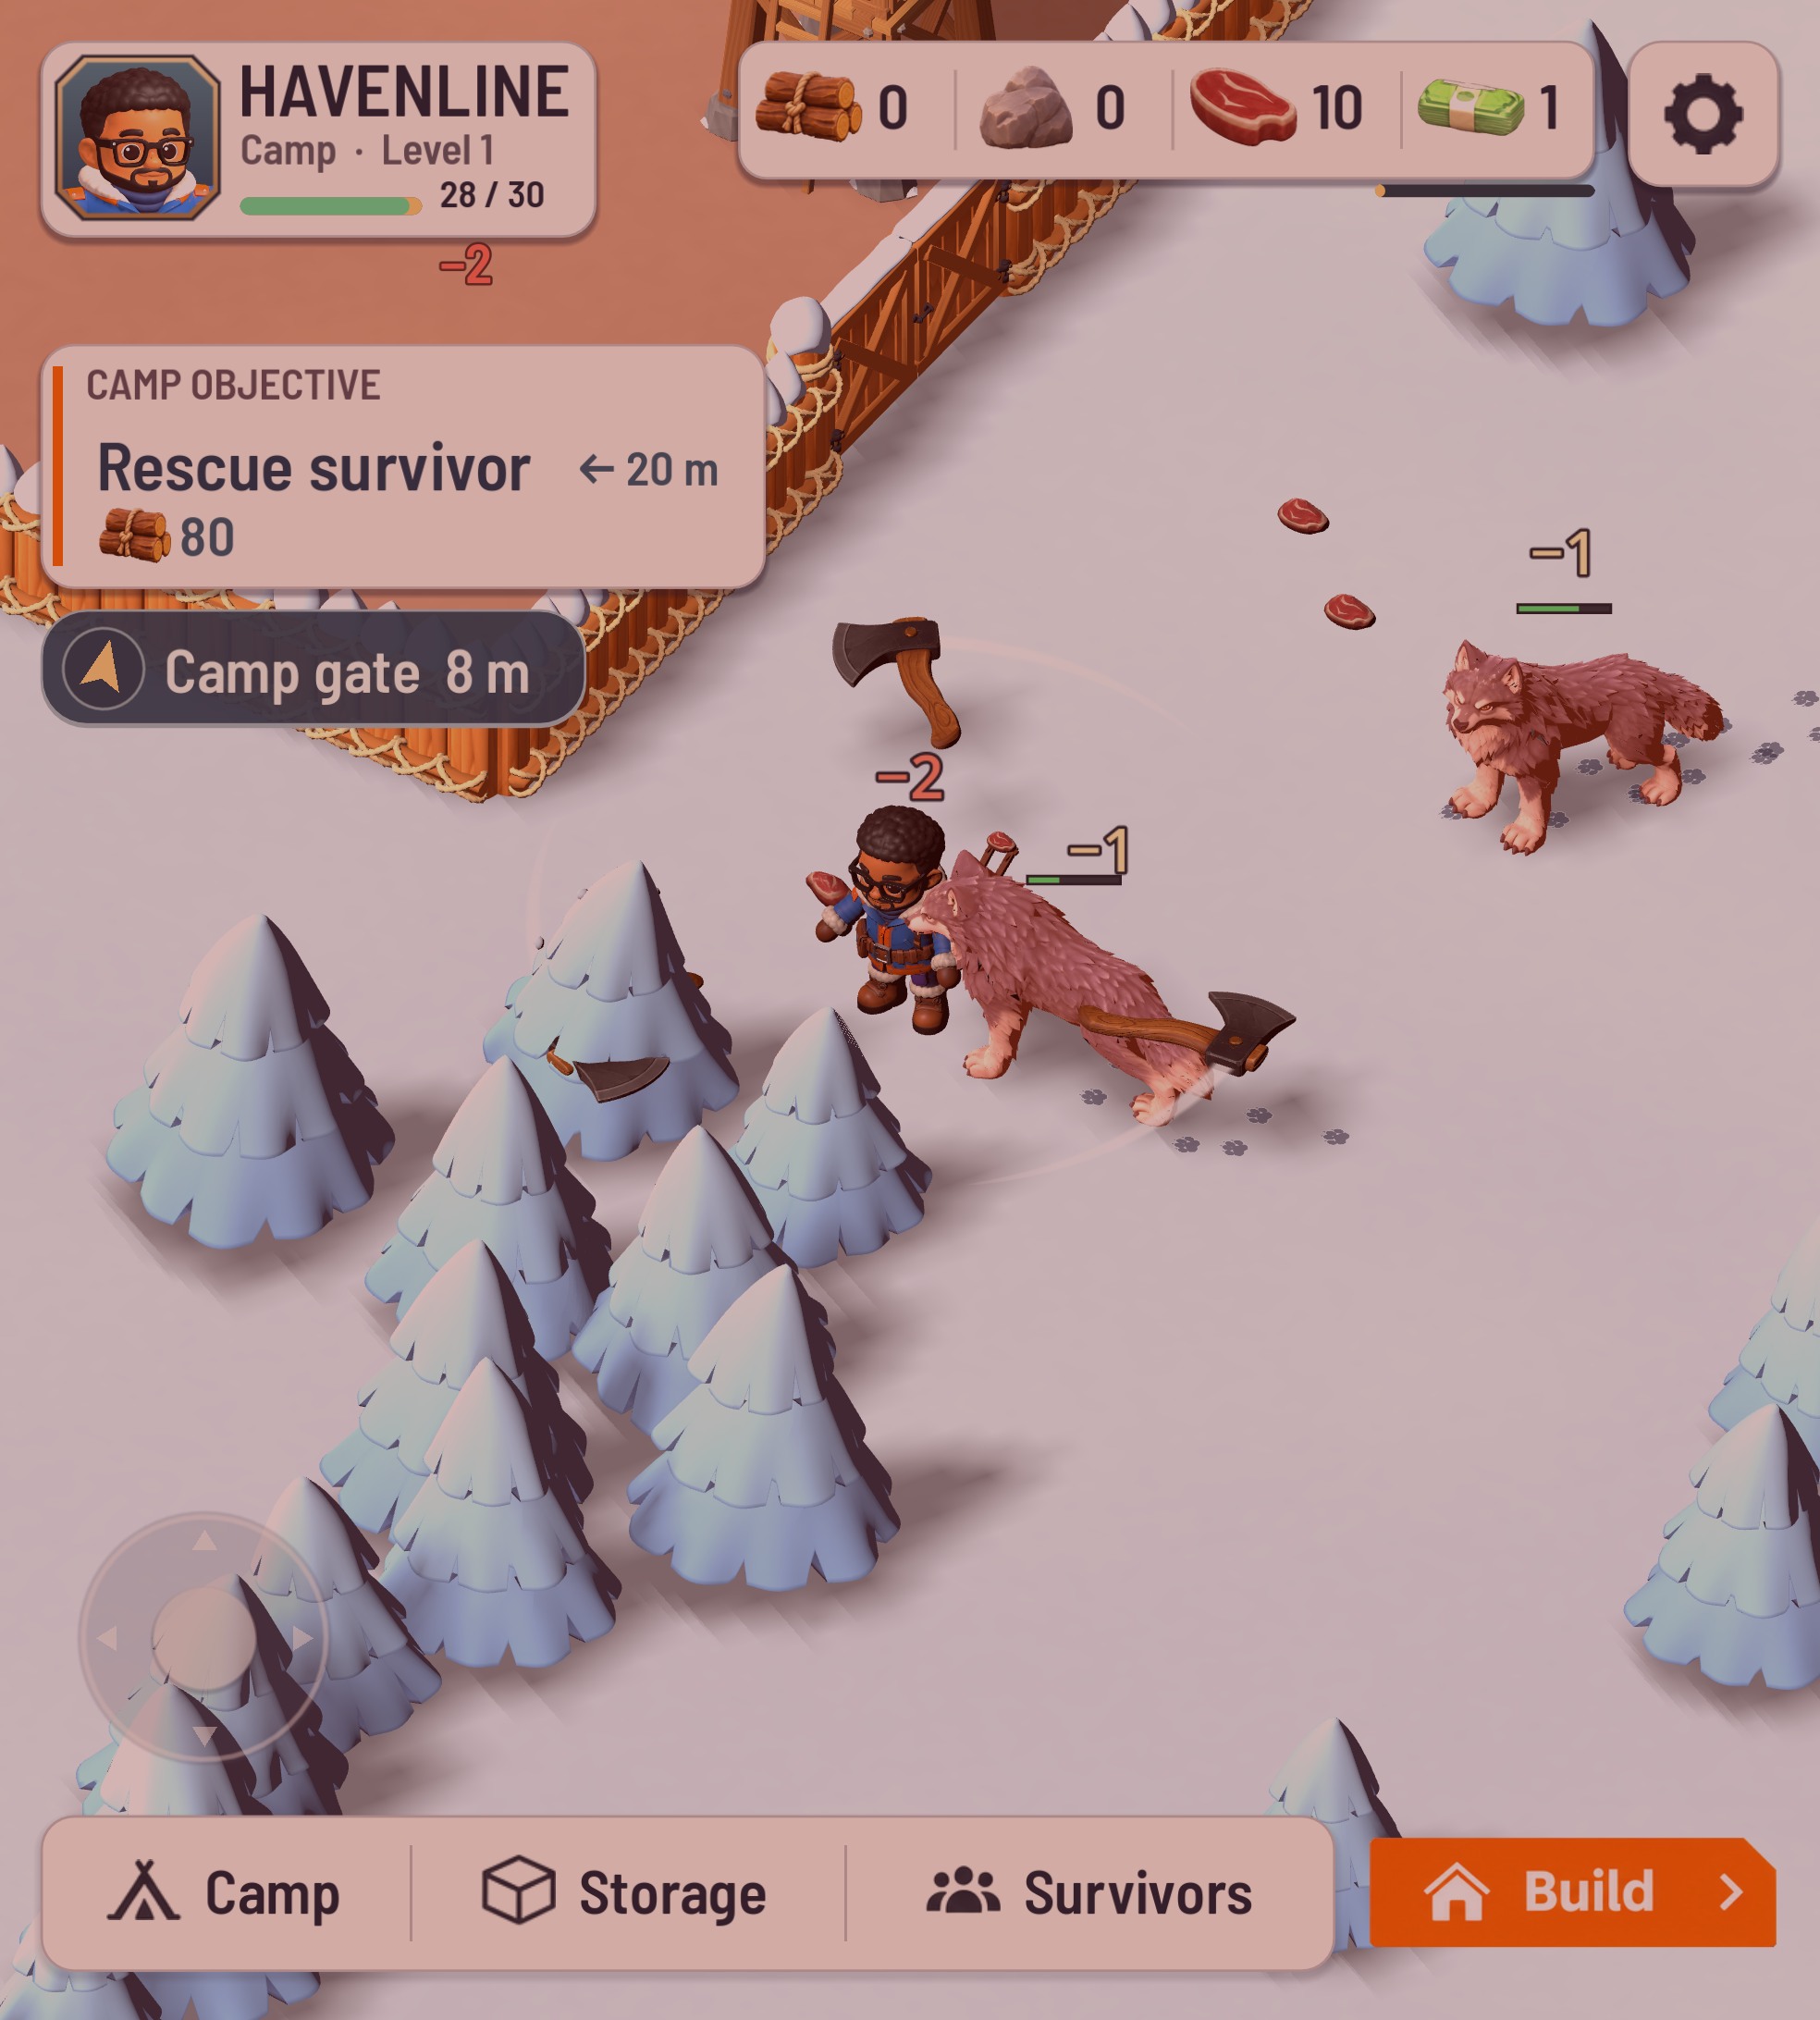 HAVENLINE
Camp · Level 1
28 / 30
-2
0
0
10
1
CAMP OBJECTIVE
Rescue survivor ← 20 m
80
Camp gate 8 m
-1
-2
-1
Camp
Storage
Survivors
Build